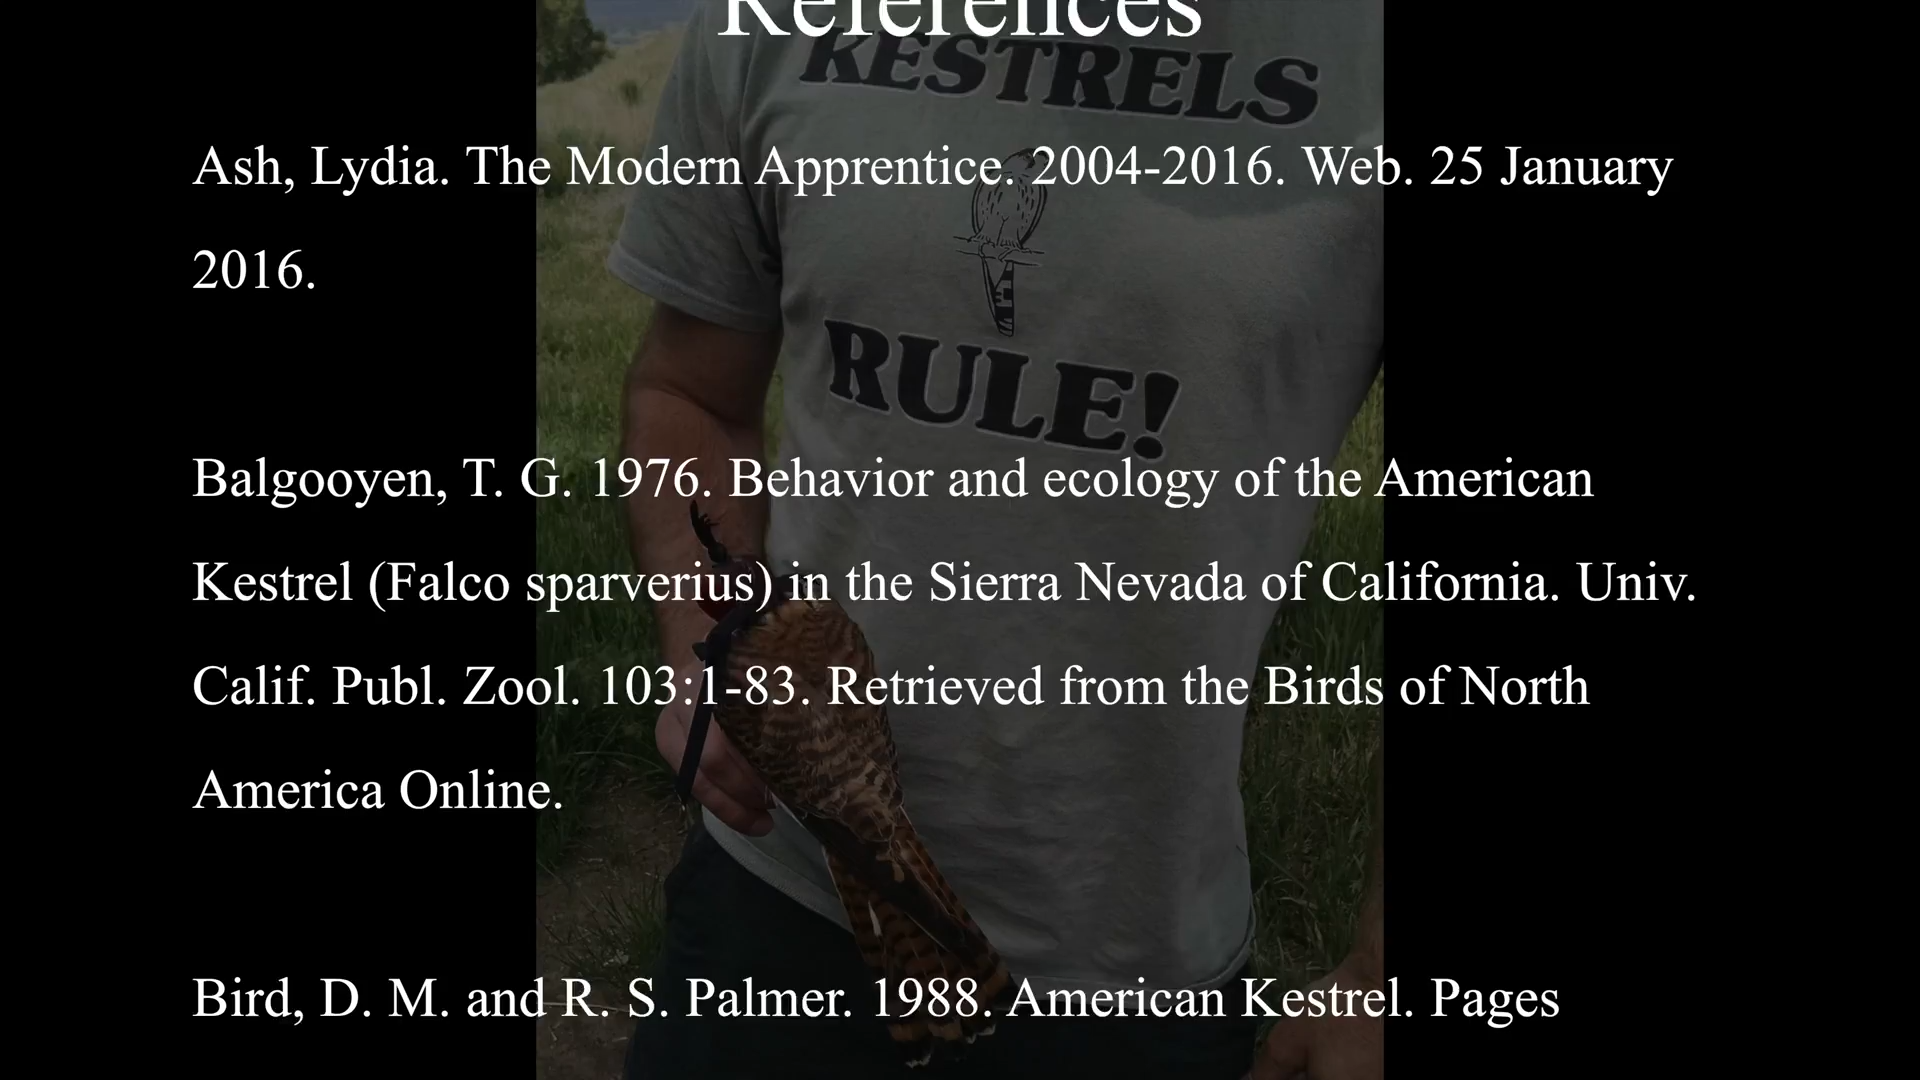 References
KESTRELS
Ash, Lydia. The Modern Apprentice. 2004-2016. Web. 25 January
2016.
RULE!
Balgooyen, T. G. 1976. Behavior and ecology of the American
Kestrel (Falco sparverius) in the Sierra Nevada of California. Univ.
Calif. Publ. Zool. 103:1-83. Retrieved from the Birds of North
America Online.
Bird, D. M. and R. S. Palmer. 1988. American Kestrel. Pages